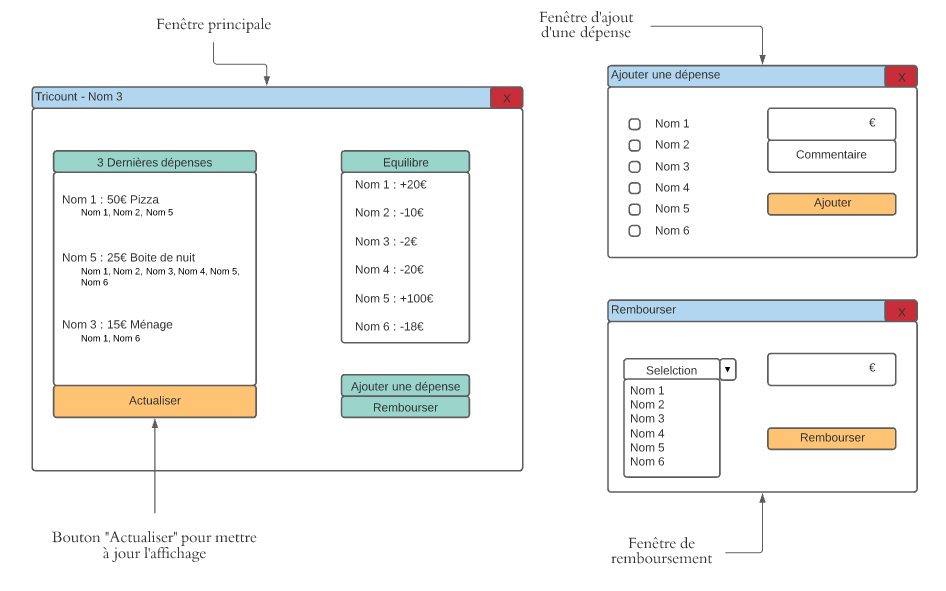 Fenêtre principale
Tricount - Nom 3
X
3 Dernières dépenses
Nom 1 : 50€ Pizza
Nom 1, Nom 2, Nom 5
Nom 5 : 25€ Boite de nuit
Nom 1, Nom 2, Nom 3, Nom 4, Nom 5,
Nom 6
Nom 3 : 15€ Ménage
Nom 1, Nom 6
Actualiser
Equilibre
Nom 1 : +20€
Nom 2 : -10€
Nom 3 : -2€
Nom 4 : -20€
Nom 5 : +100€
Nom 6 : -18€
Ajouter une dépense
Rembourser
Bouton "Actualiser" pour mettre
à jour l'affichage
Fenêtre d'ajout
d'une dépense
Ajouter une dépense
X
Nom 1
Nom 2
Nom 3
Nom 4
Nom 5
Nom 6
€
Commentaire
Ajouter
Rembourser
X
Selelction
Nom 1
Nom 2
Nom 3
Nom 4
Nom 5
Nom 6
€
Rembourser
Fenêtre de
remboursement